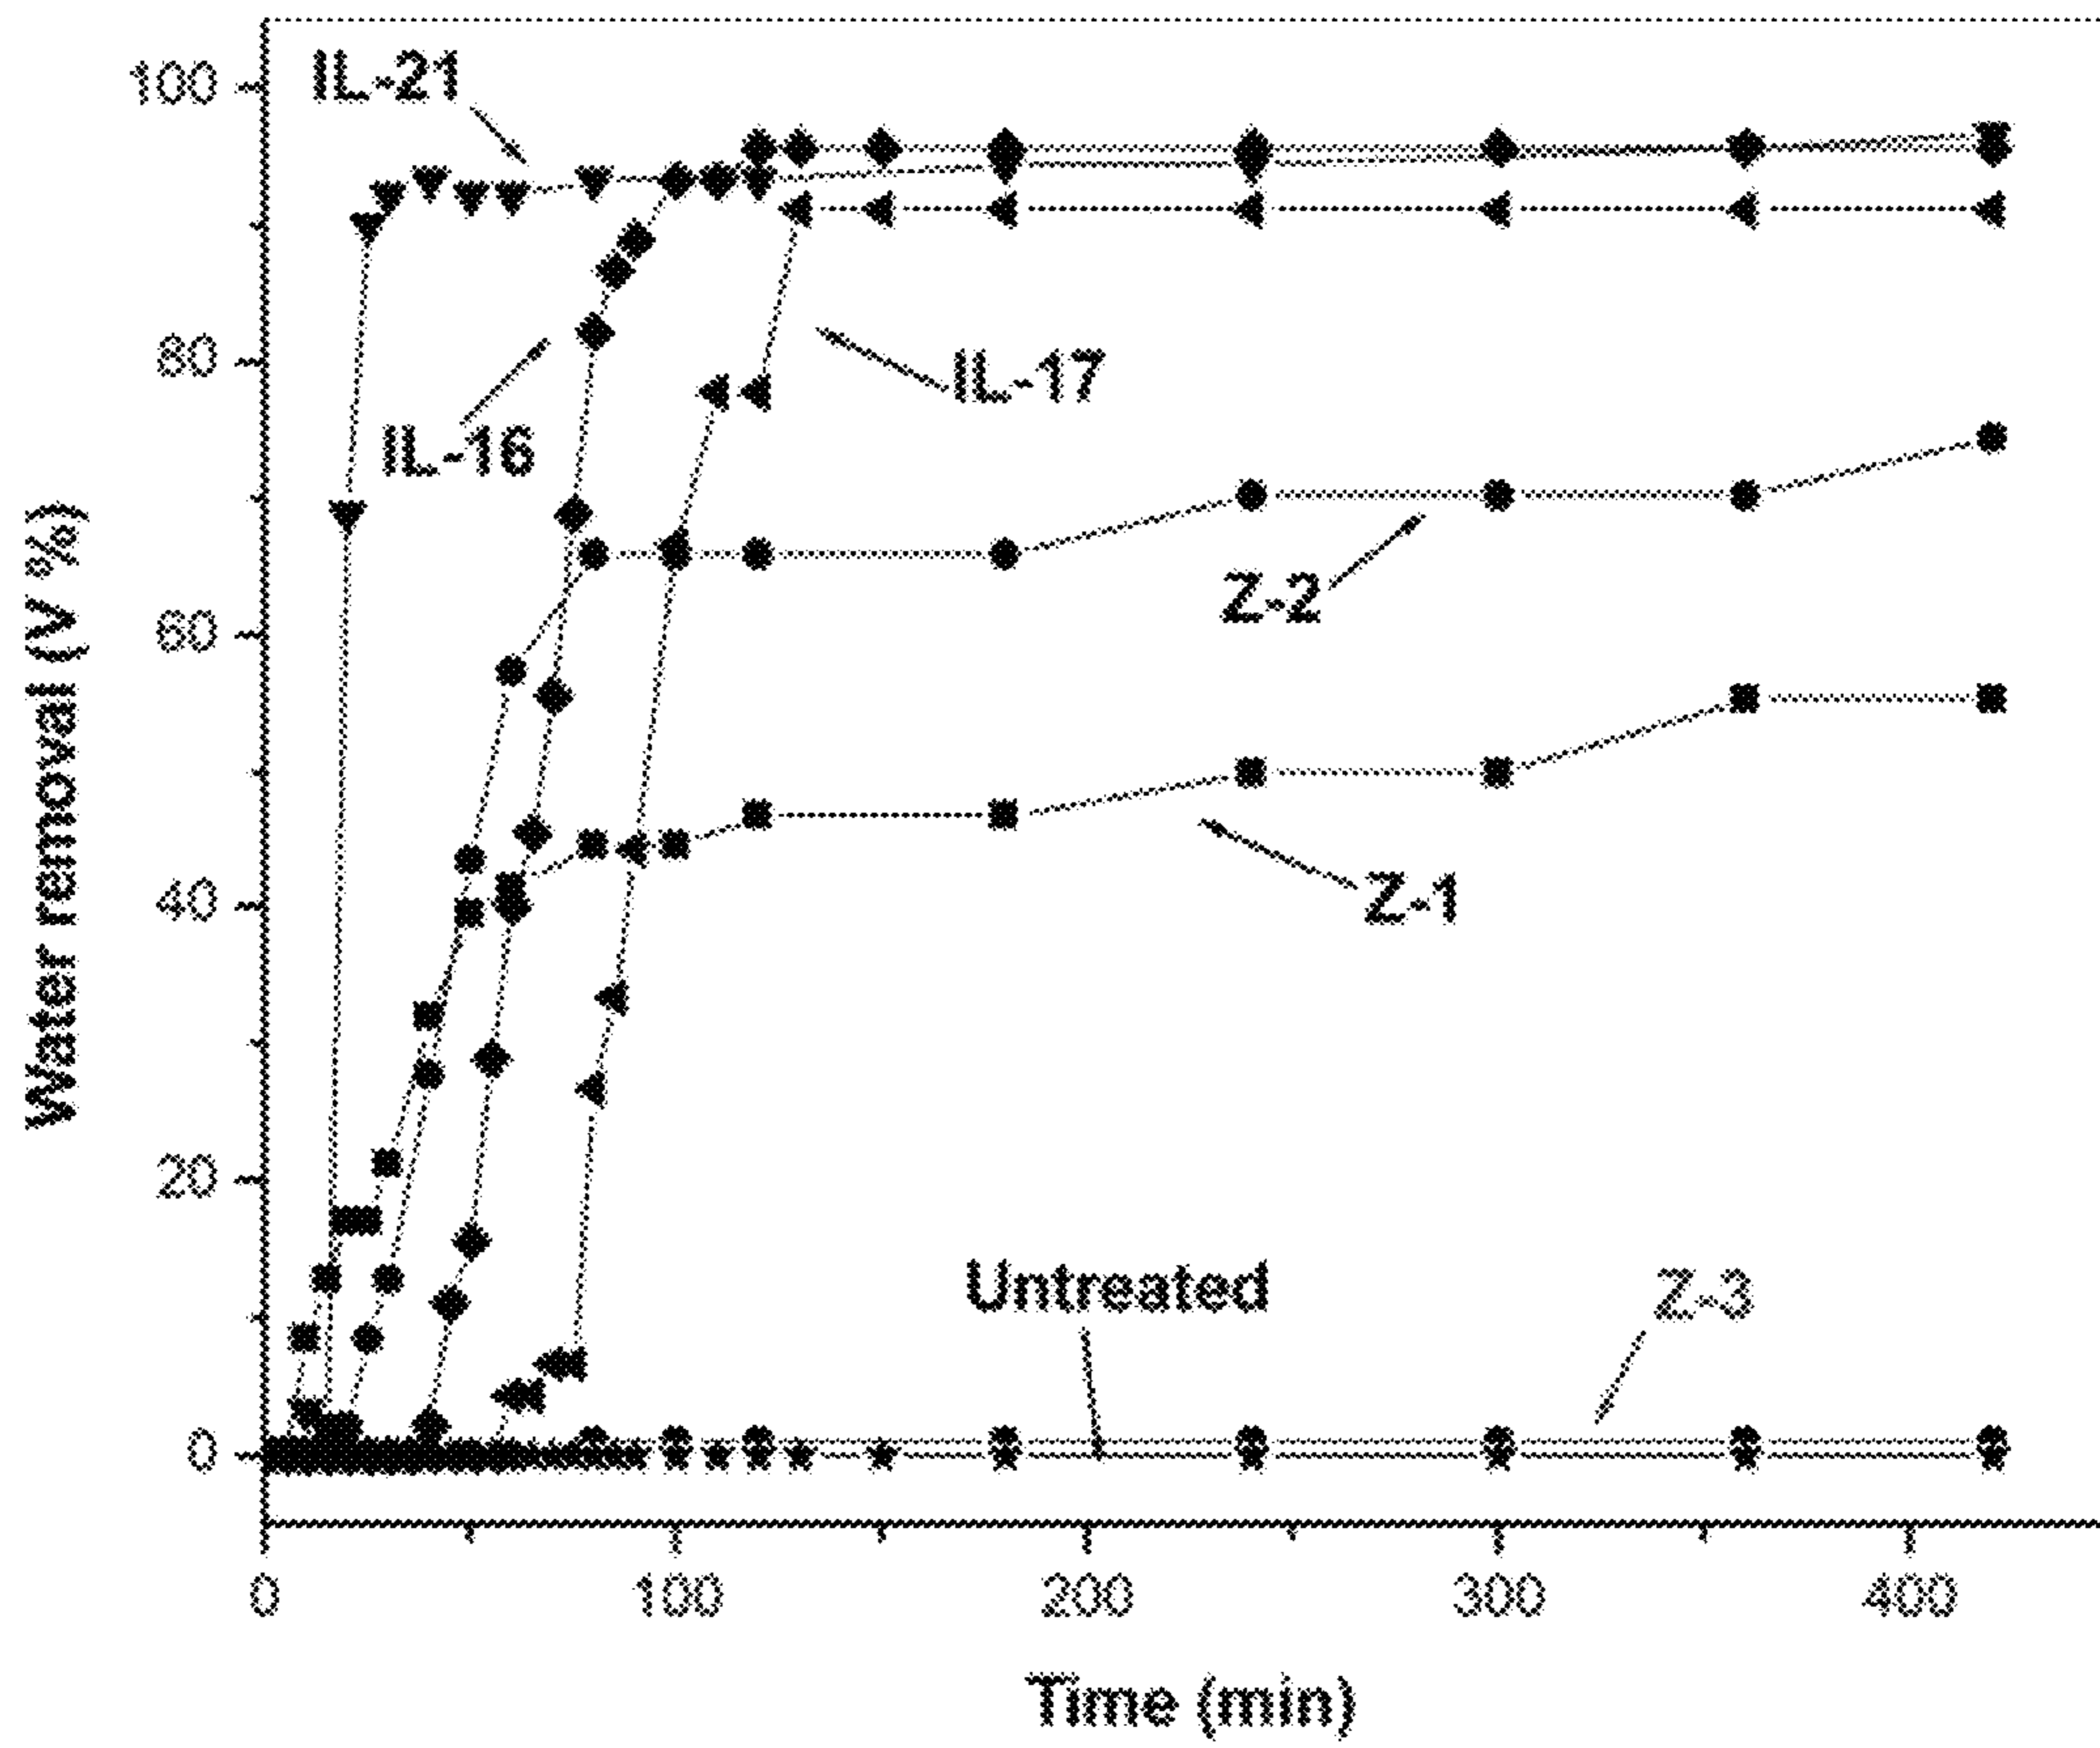 100
IL-21
80
IL-17
IL-16
Water removal (V %)
60
Z-2
40
Z-1
20
Untreated
Z-3
0
0 100 200 300 400
Time (min)